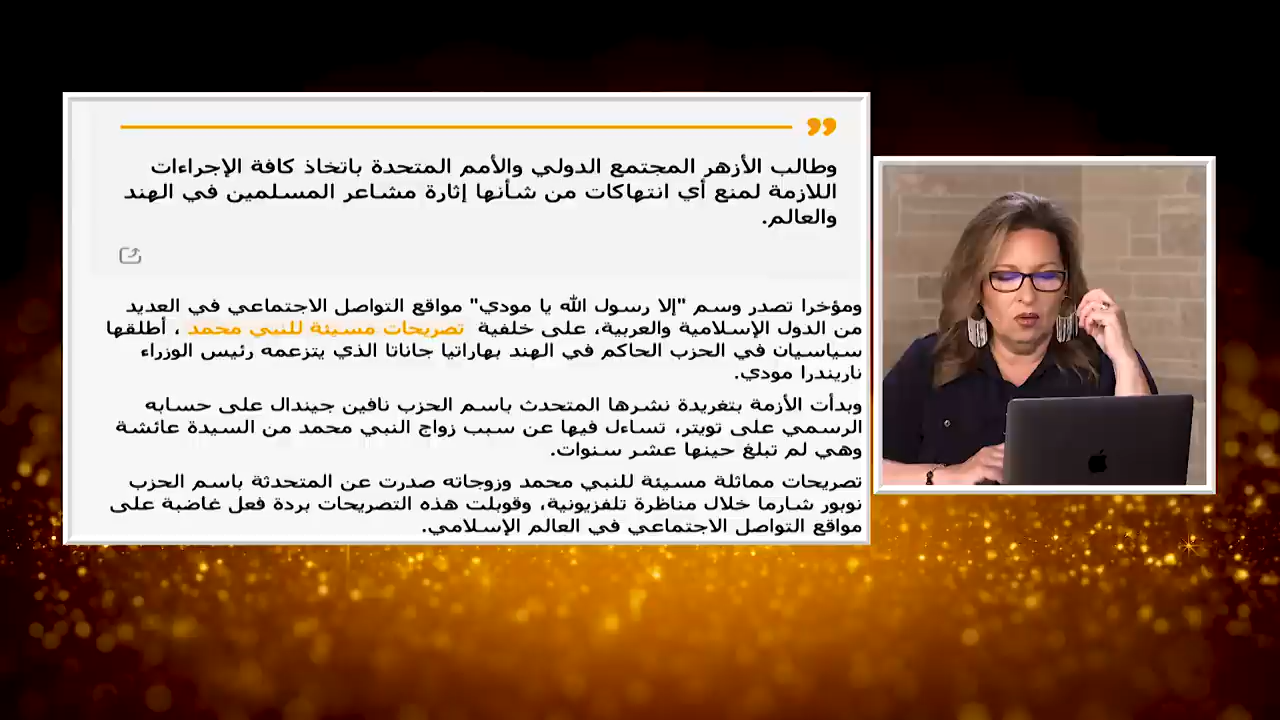 وطالب الأزهر المجتمع الدولي والأمم المتحدة باتخاذ كافة الإجراءات
اللازمة لمنع أي انتهاكات من شأنها إثارة مشاعر المسلمين في الهند
والعالم.
ومؤخرا تصدر وسم "إلا رسول الله يا مودي" مواقع التواصل الاجتماعي في العديد
من الدول الإسلامية والعربية، على خلفية تصريحات مسيئة للنبي محمد ، أطلقها
سياسيان في الحزب الحاكم في الهند بهاراتيا جاناتا الذي يتزعمه رئيس الوزراء
ناريندرا مودي.
وبدأت الأزمة بتغريدة نشرها المتحدث باسم الحزب نافين جيندال على حسابه
الرسمي على تويتر، تساءل فيها عن سبب زواج النبي محمد من السيدة عائشة
وهي لم تبلغ حينها عشر سنوات.
تصريحات مماثلة مسيئة للنبي محمد وزوجاته صدرت عن المتحدثة باسم الحزب
نوبور شارما خلال مناظرة تلفزيونية، وقوبلت هذه التصريحات بردة فعل غاضبة على
مواقع التواصل الاجتماعي في العالم الإسلامي.